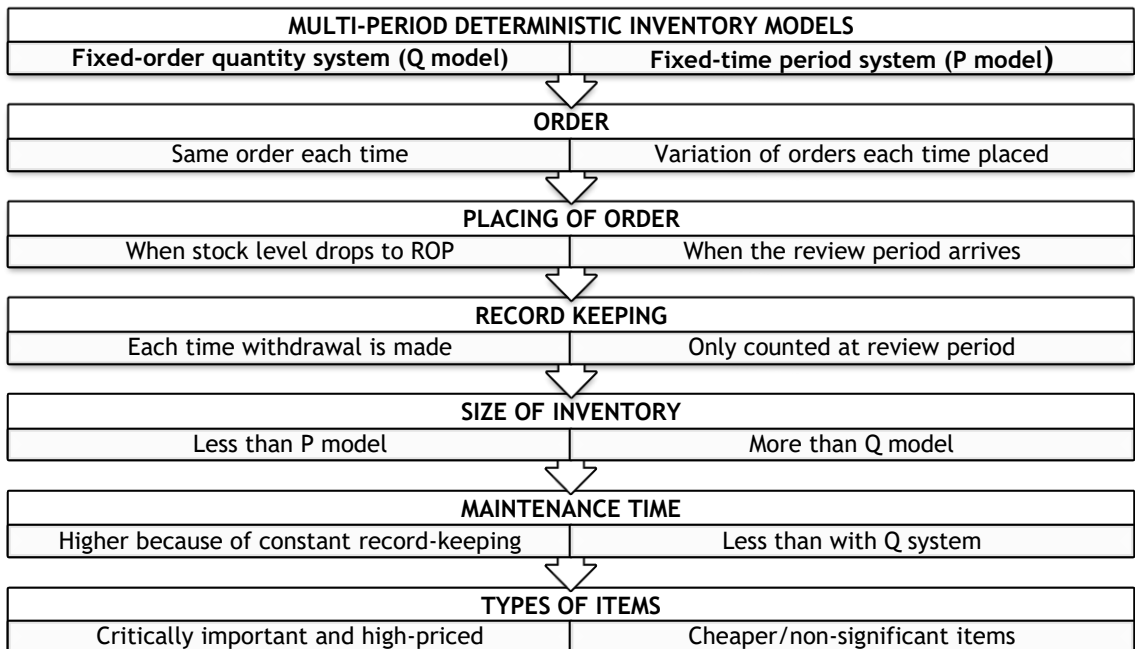 MULTI-PERIOD DETERMINISTIC INVENTORY MODELS
Fixed-order quantity system (Q model) Fixed-time period system (P model)
ORDER
Same order each time Variation of orders each time placed
PLACING OF ORDER
When stock level drops to ROP When the review period arrives
RECORD KEEPING
Each time withdrawal is made Only counted at review period
SIZE OF INVENTORY
Less than P model More than Q model
MAINTENANCE TIME
Higher because of constant record-keeping Less than with Q system
TYPES OF ITEMS
Critically important and high-priced Cheaper/non-significant items